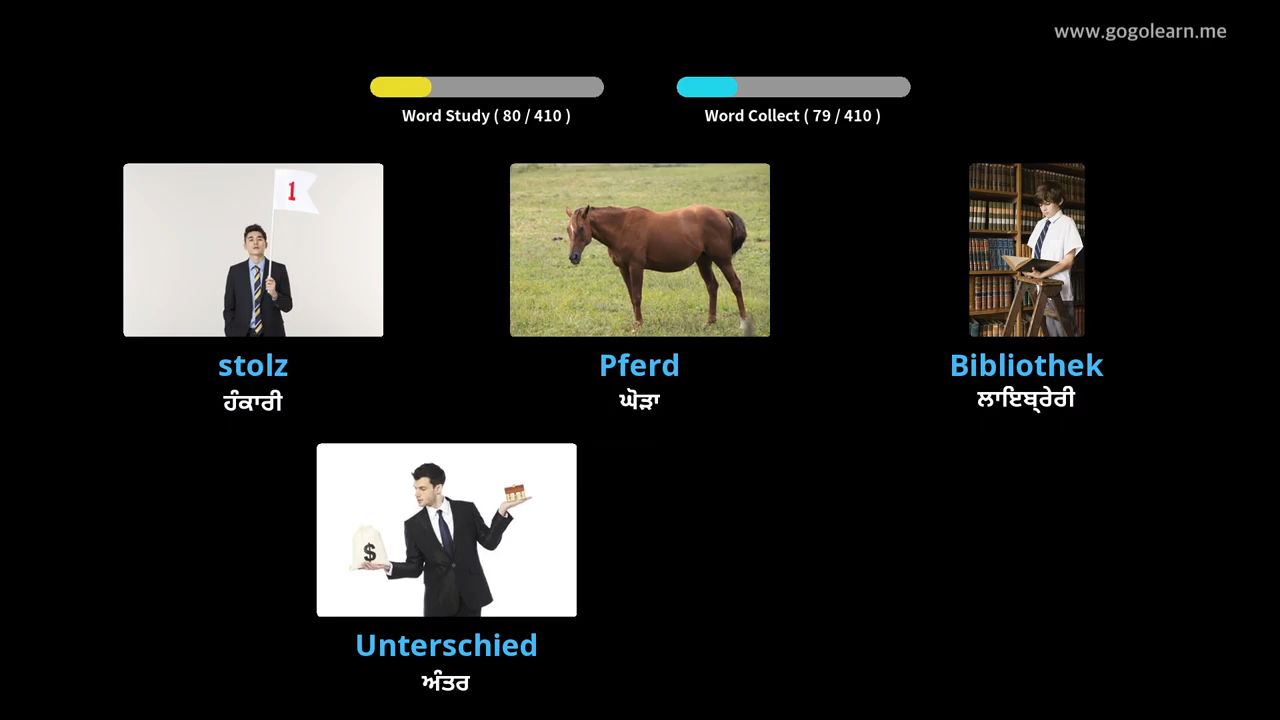 www.gogolearn.me
Word Study ( 80 / 410 )
Word Collect ( 79 / 410 )
1
stolz
ਹੰਕਾਰੀ
Pferd
ਘੋੜਾ
Bibliothek
ਲਾਇਬ੍ਰੇਰੀ
$
Unterschied
ਅੰਤਰ